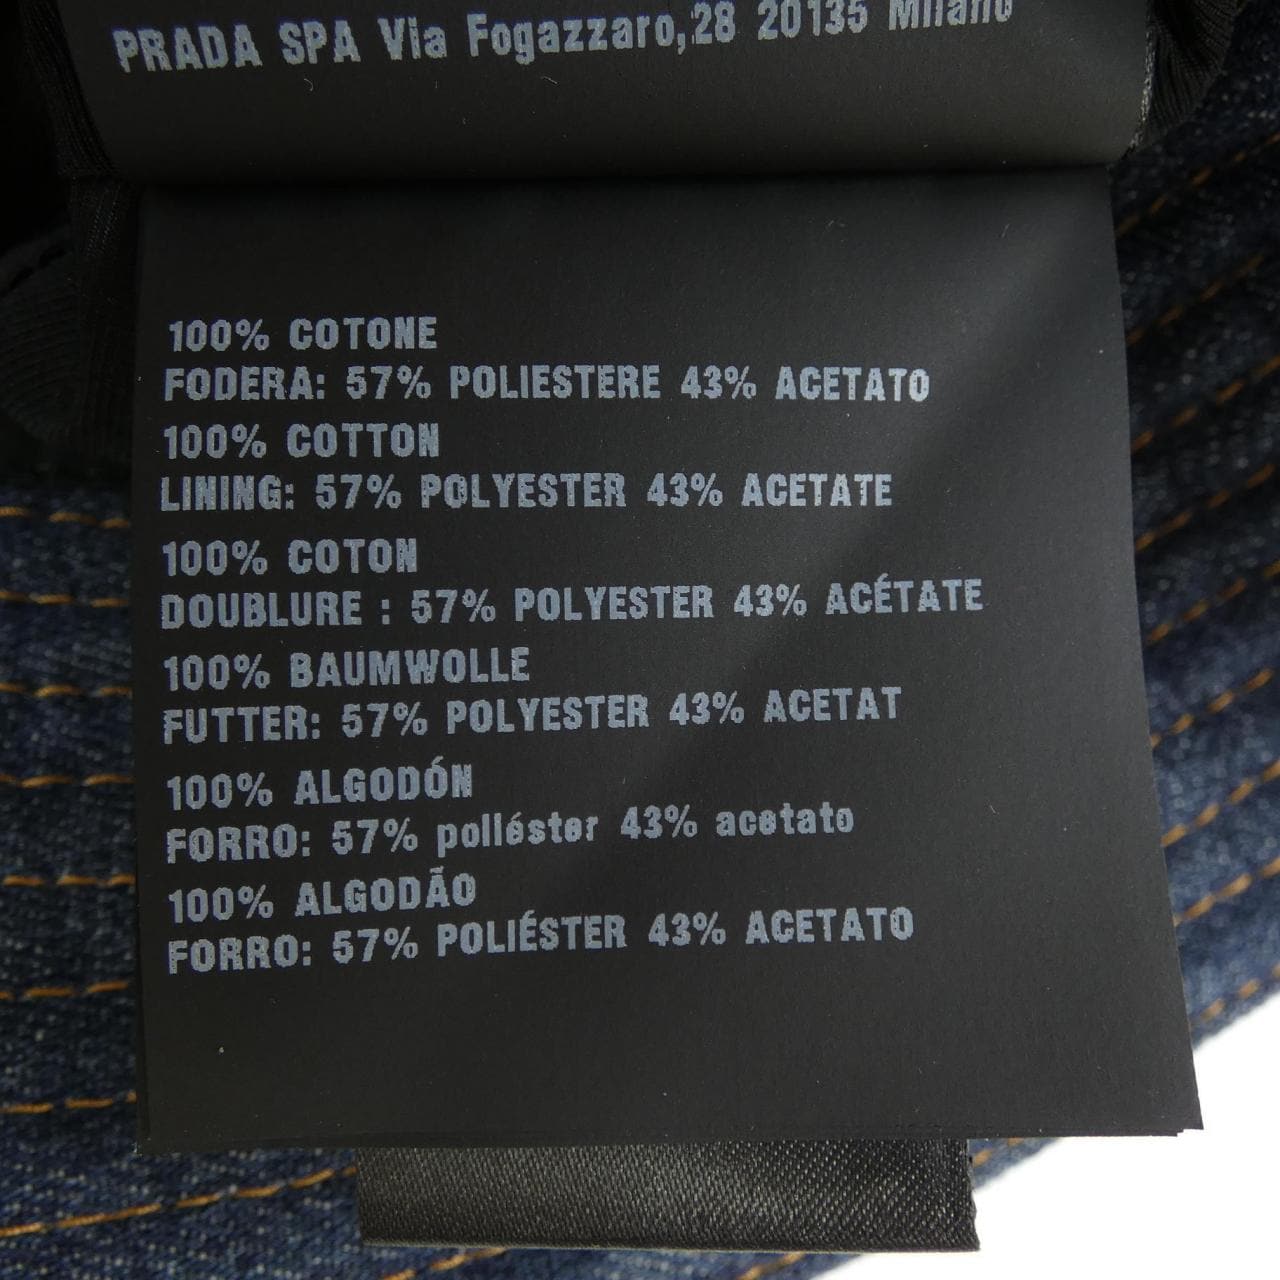 PRADA SPA Via Fogazzaro,28 20135 Milano
100% COTONE
FODERA: 57% POLIESTERE 43% ACETATO
100% COTTON
LINING: 57% POLYESTER 43% ACETATE
100% COTON
DOUBLURE : 57% POLYESTER 43% ACÉTATE
100% BAUMWOLLE
FUTTER: 57% POLYESTER 43% ACETAT
100% ALGODÓN
FORRO: 57% poliéster 43% acetato
100% ALGODÃO
FORRO: 57% POLIÉSTER 43% ACETATO